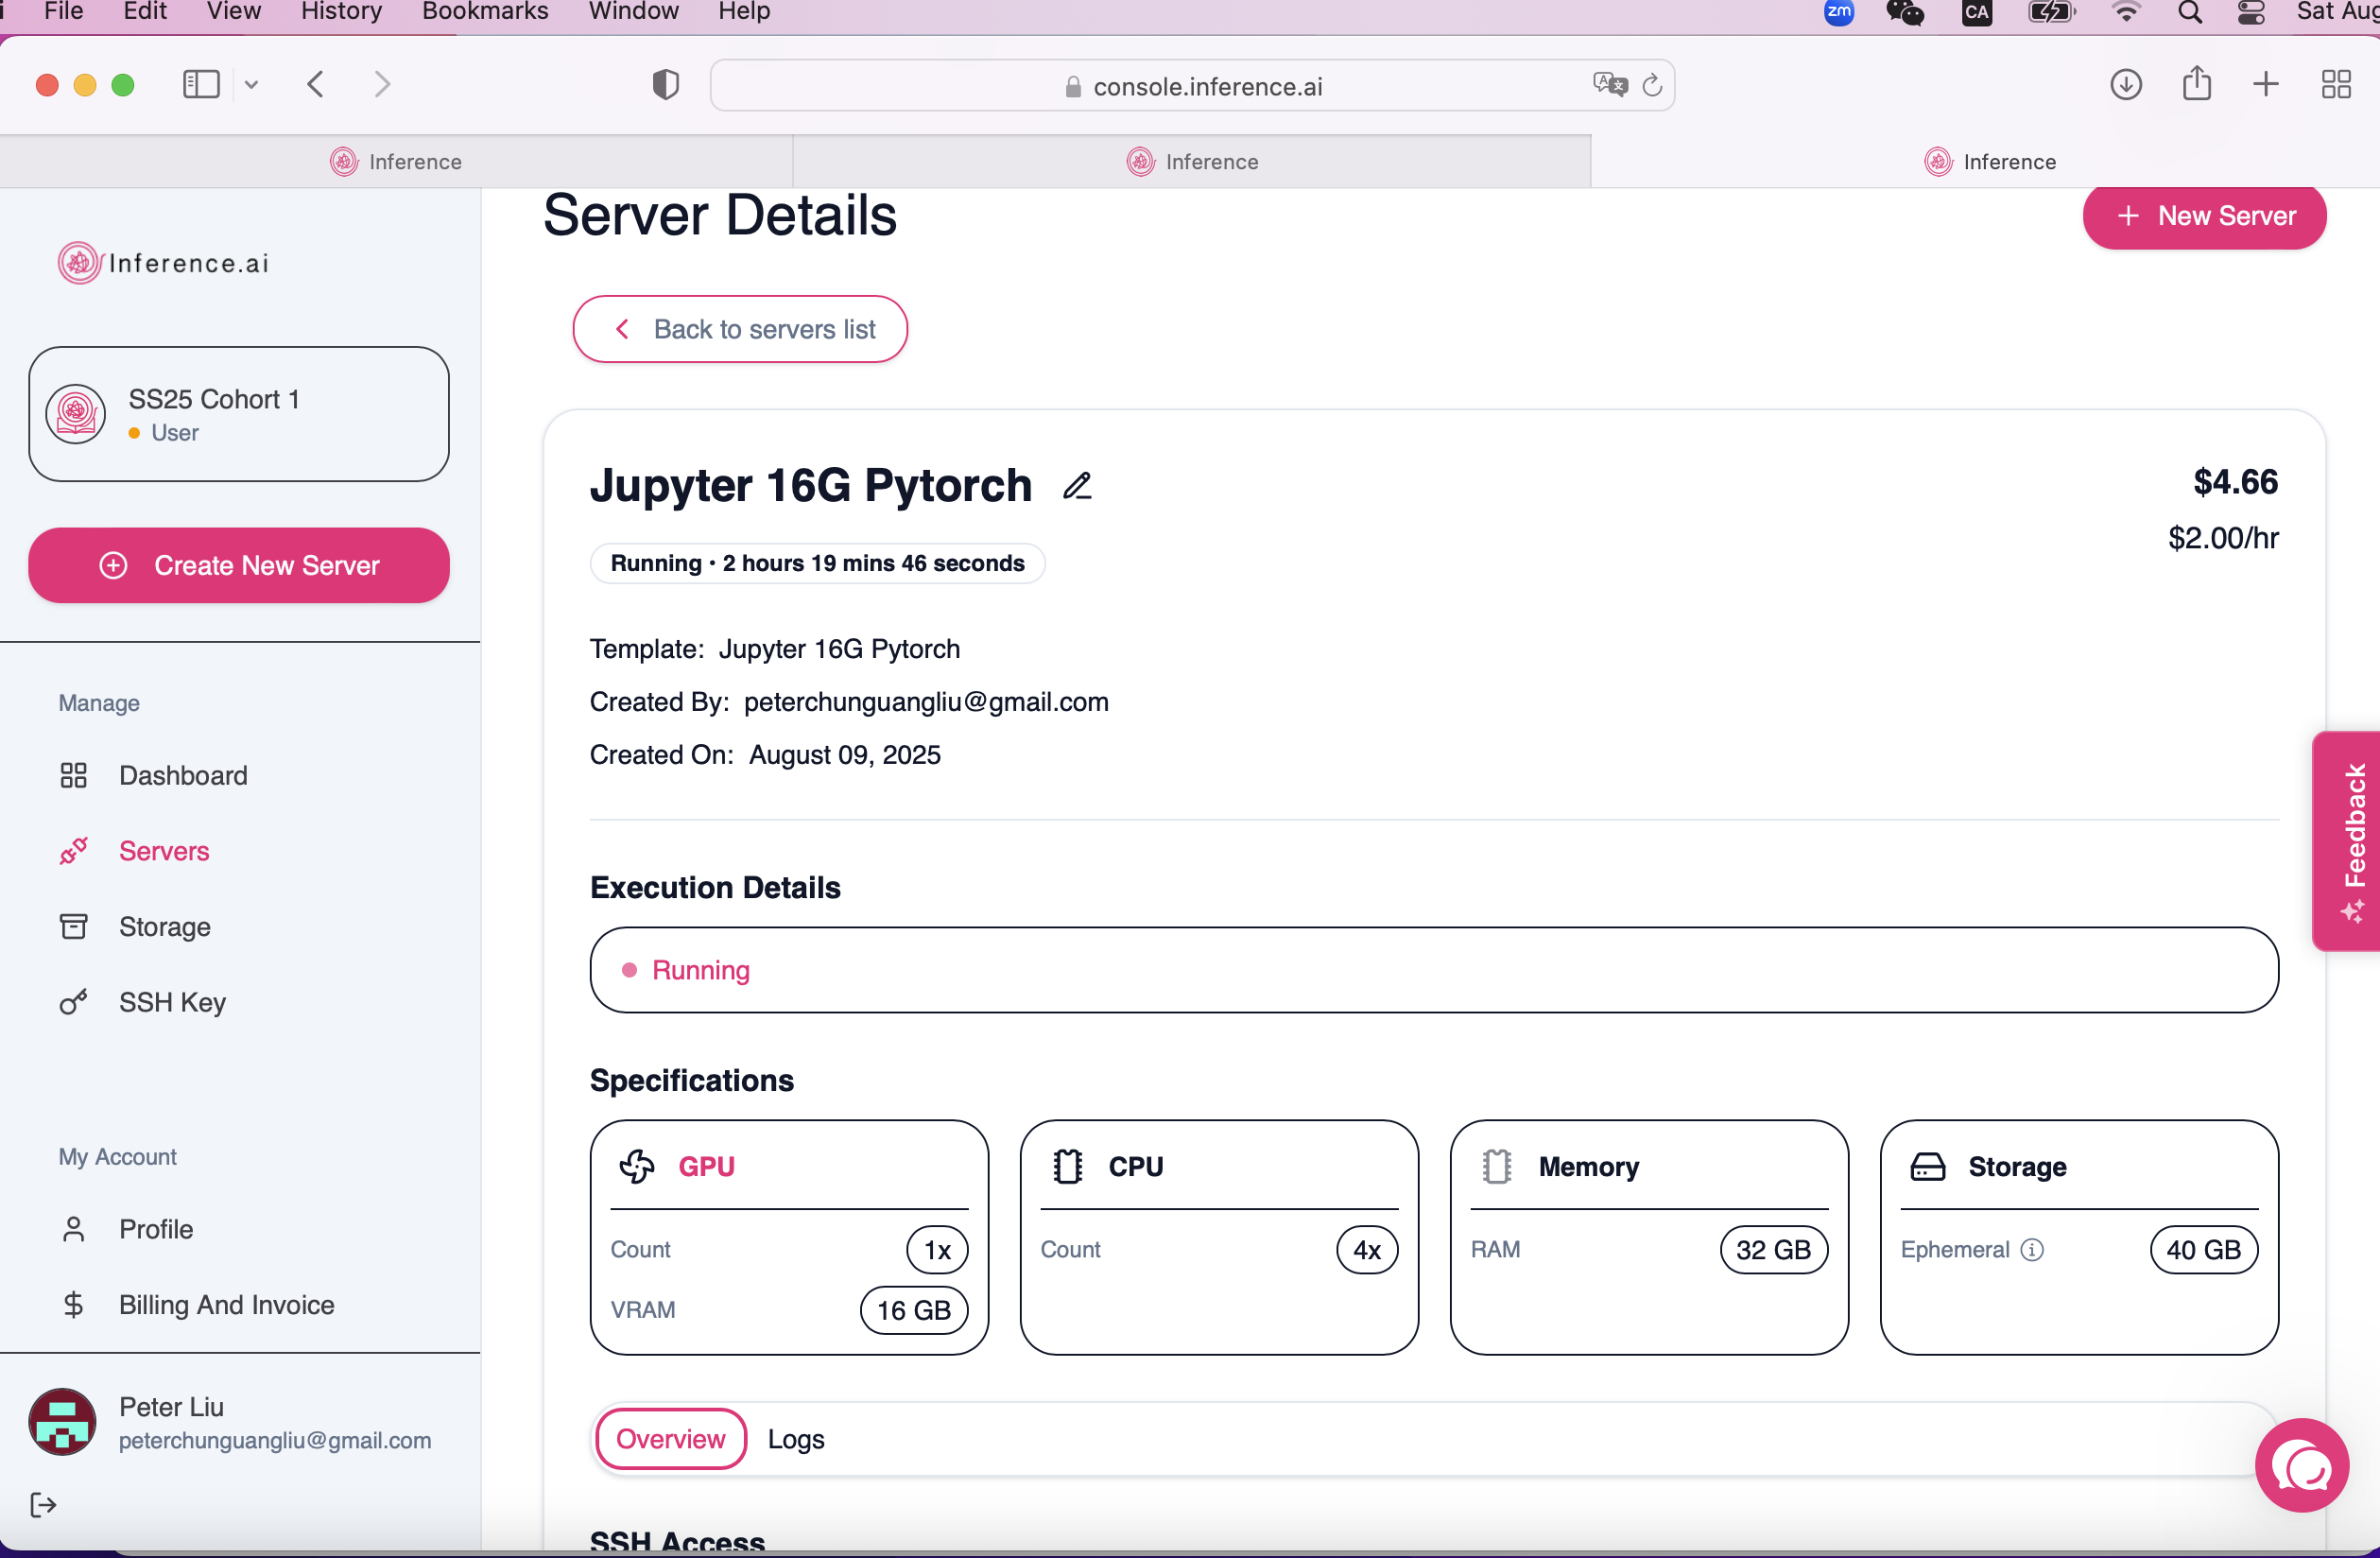 File Edit View History Bookmarks Window Help zm CA Sat Aug
console.inference.ai
Inference Inference Inference
Server Details
+ New Server
Inference.ai
Back to servers list
SS25 Cohort 1
User
Create New Server
Jupyter 16G Pytorch
$4.66
$2.00/hr
Running • 2 hours 19 mins 46 seconds
Template: Jupyter 16G Pytorch
Created By: peterchunguangliu@gmail.com
Created On: August 09, 2025
Manage
Dashboard
Servers
Storage
SSH Key
My Account
Profile
Billing And Invoice
Peter Liu
peterchunguangliu@gmail.com
Feedback
Execution Details
Running
Specifications
GPU
Count 1x
VRAM 16 GB
CPU
Count 4x
Memory
RAM 32 GB
Storage
Ephemeral 40 GB
Overview Logs
SSH Access